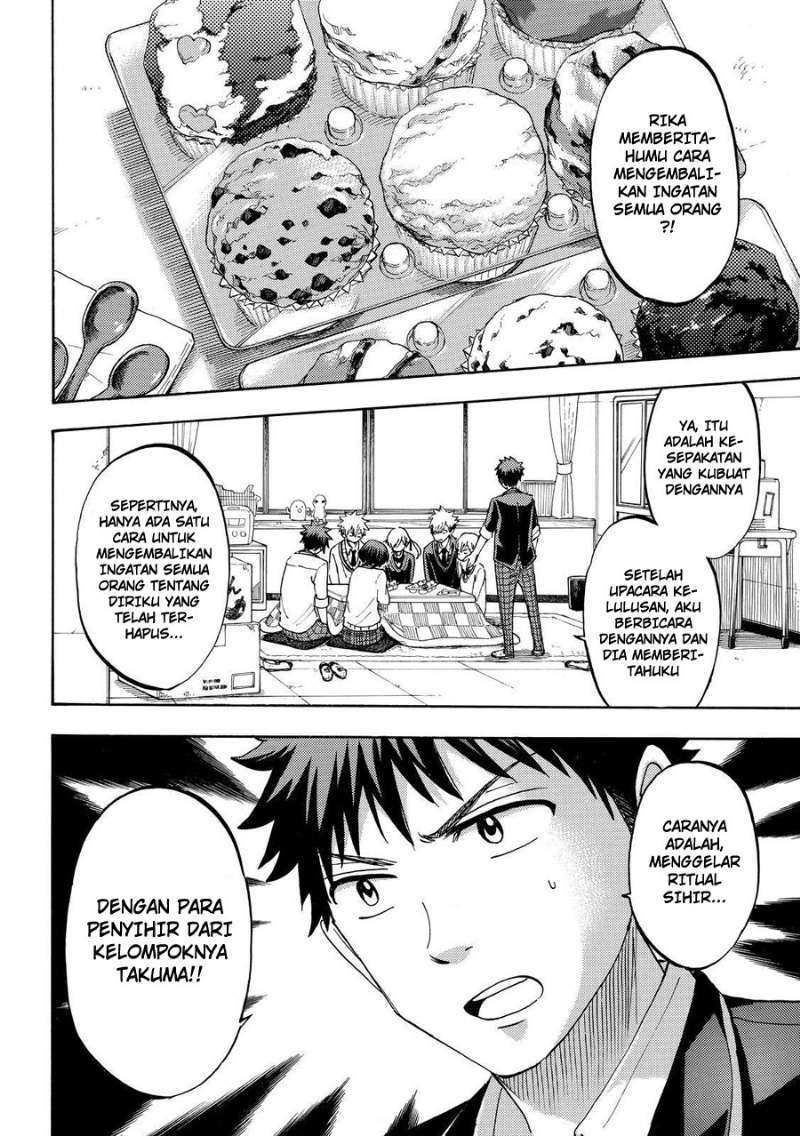 RIKA
MEMBERITA-
HUMU CARA
MENGEMBALI-
KAN INGATAN
SEMUA ORANG
?!
YA, ITU
ADALAH KE-
SEPAKATAN
YANG KUBUAT
DENGANNYA
SETELAH
UPACARA KE-
LULUSAN, AKU
BERBICARA
DENGANNYA DAN
DIA MEMBERI-
TAHUKU
SEPERTINYA,
HANYA ADA SATU
CARA UNTUK
MENGEMBALIKAN
INGATAN SEMUA
ORANG TENTANG
DIRIKU YANG
TELAH TER-
HAPUS...
CARANYA
ADALAH,
MENGGELAR
RITUAL
SIHIR...
DENGAN PARA
PENYIHIR DARI
KELOMPOKNYA
TAKUMA!!